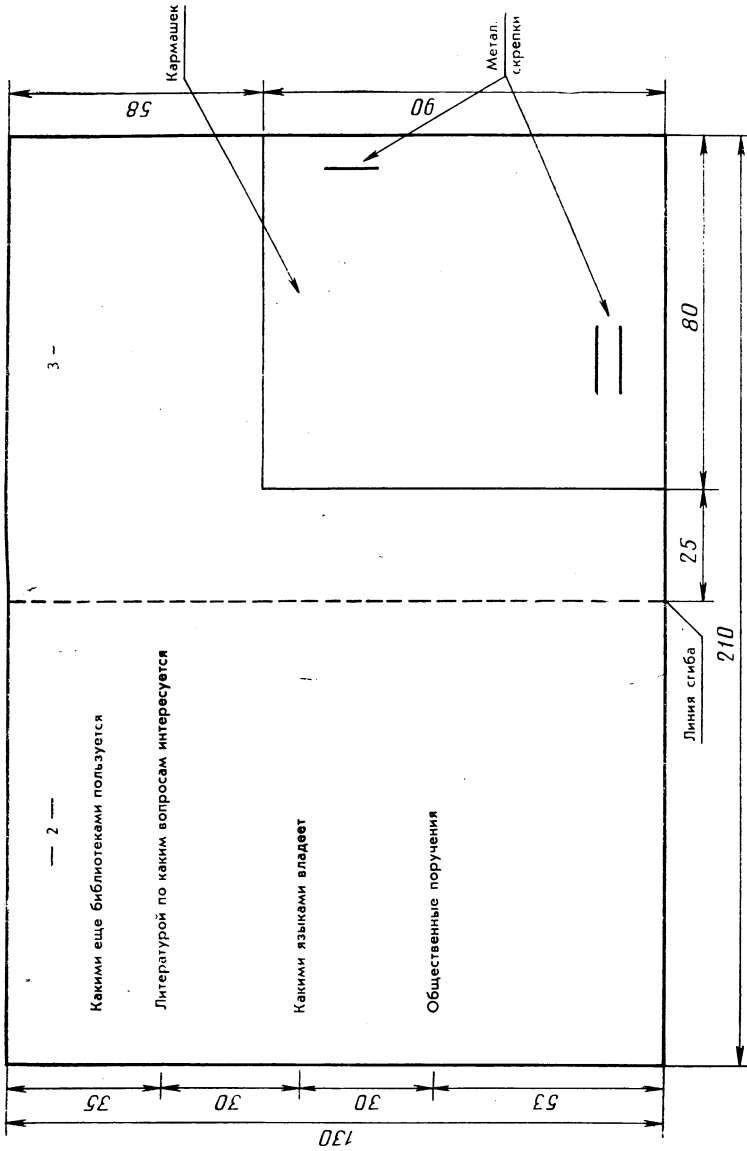 — 2 —
Какими еще библиотеками пользуется
Литературой по каким вопросам интересуется
Какими языками владеет
Общественные поручения
3 —
Кармашек
Метал.
скрепки
Линия сгиба
35
30
30
53
130
58
90
25
80
210